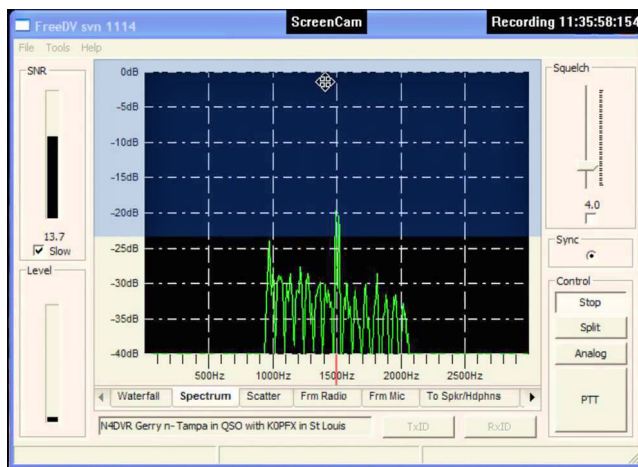 ScreenCam
Recording 11:35:58:154
FreeDV svn 1114
File Tools Help
SNR
13.7
Slow
Level
0dB
-5dB
-10dB
-15dB
-20dB
-25dB
-30dB
-35dB
-40dB
500Hz 1000Hz 1500Hz 2000Hz 2500Hz
Waterfall Spectrum Scatter Frm Radio Frm Mic To Spkr/Hdphns
N4DVR Gerry n- Tampa in QSO with K0PFX in St Louis
TxID RxID
Squelch
4.0
Sync
Control
Stop
Split
Analog
PTT